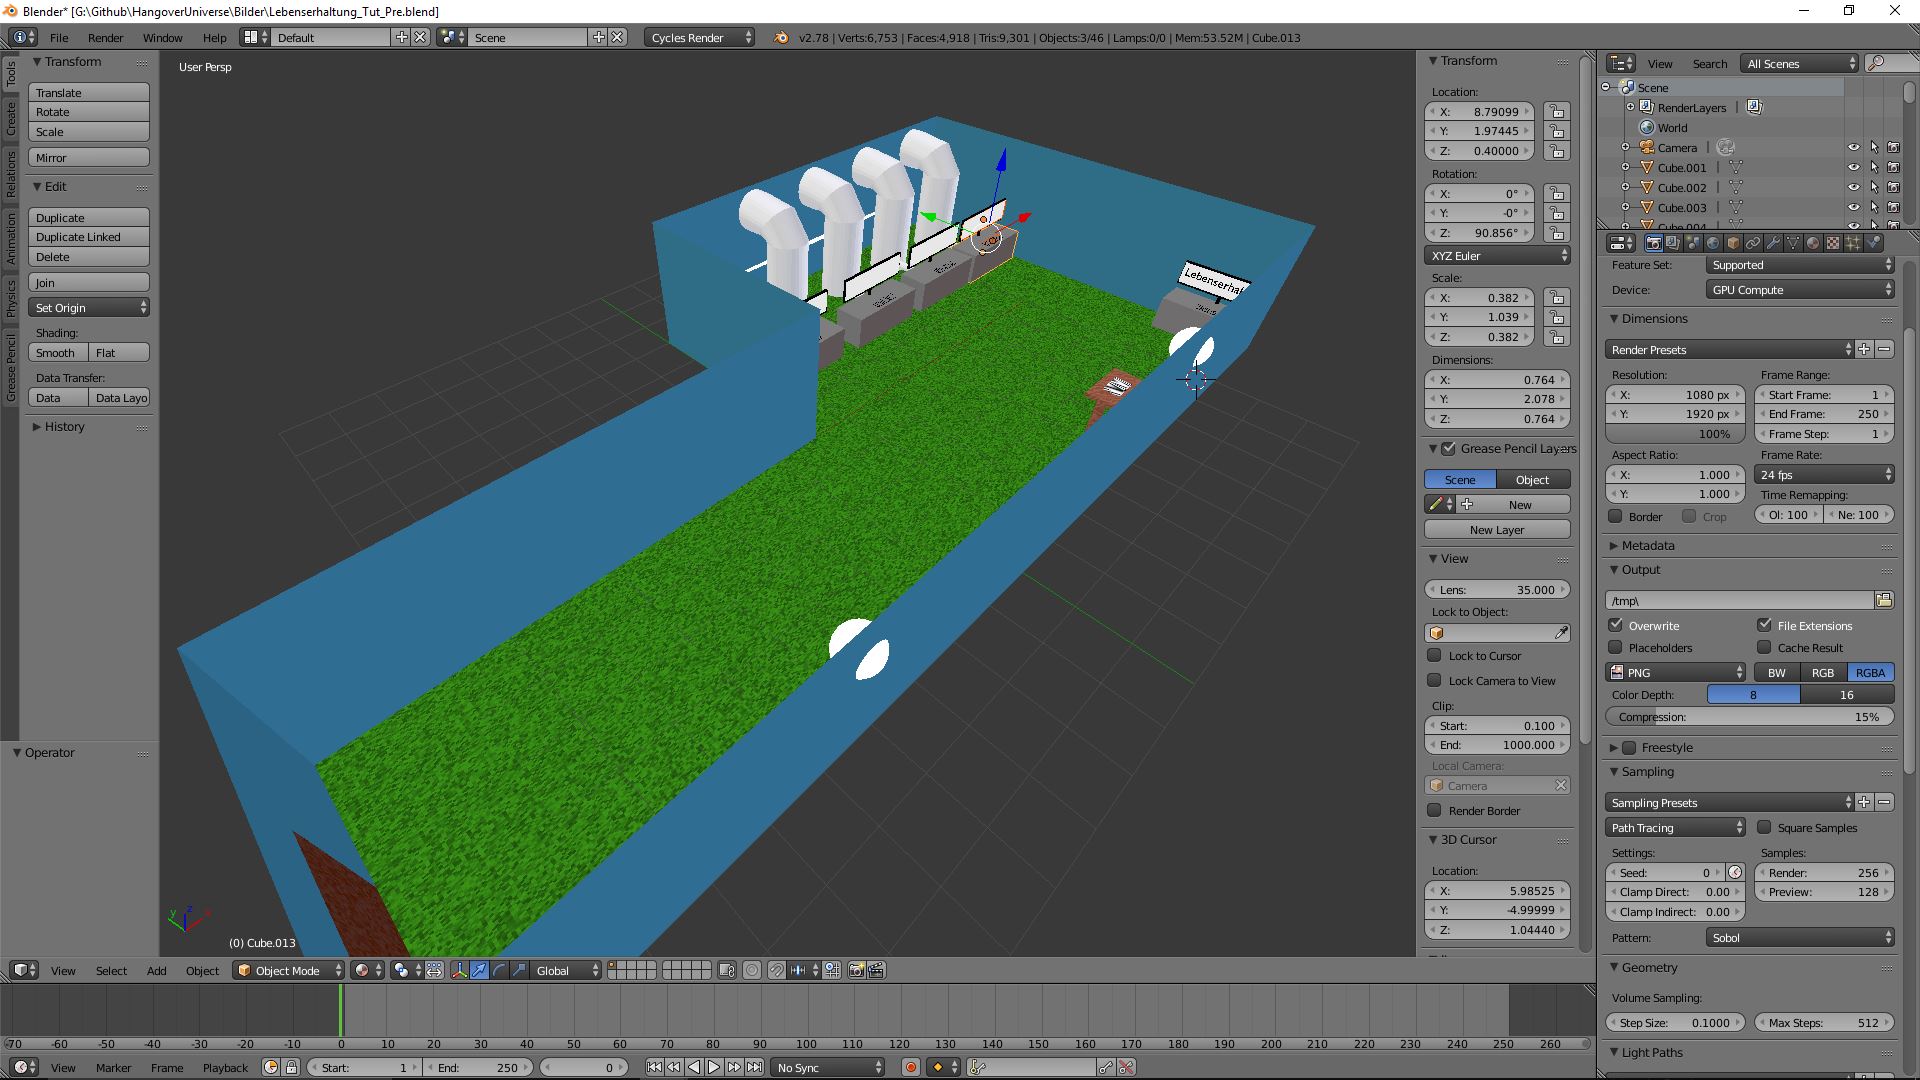 Blender* [G:\Github\HangoverUniverse\Bilder\Lebenserhaltung_Tut_Pre.blend]
File Render Window Help Default Scene Cycles Render v2.78 | Verts:6,753 | Faces:4,918 | Tris:9,301 | Objects:3/46 | Lamps:0/0 | Mem:53.52M | Cube.013
Tools
Create
Relations
Animation
Physics
Grease Pencil
Transform
Translate
Rotate
Scale
Mirror
Edit
Duplicate
Duplicate Linked
Delete
Join
Set Origin
Shading:
Smooth Flat
Data Transfer:
Data Data Layo
History
Operator
User Persp
Lebenserhal
(0) Cube.013
Transform
Location:
X: 8.79099
Y: 1.97445
Z: 0.40000
Rotation:
X: 0°
Y: -0°
Z: 90.856°
XYZ Euler
Scale:
X: 0.382
Y: 1.039
Z: 0.382
Dimensions:
X: 0.764
Y: 2.078
Z: 0.764
Grease Pencil Layers
Scene Object
New
New Layer
View
Lens: 35.000
Lock to Object:
Lock to Cursor
Lock Camera to View
Clip:
Start: 0.100
End: 1000.000
Local Camera:
Camera
Render Border
3D Cursor
Location:
X: 5.98525
Y: -4.99999
Z: 1.04440
View Search All Scenes
Scene
RenderLayers
World
Camera
Cube.001
Cube.002
Cube.003
Cube.004
Feature Set: Supported
Device: GPU Compute
Dimensions
Render Presets
Resolution: Frame Range:
X: 1080 px Start Frame: 1
Y: 1920 px End Frame: 250
100% Frame Step: 1
Aspect Ratio: Frame Rate:
X: 1.000 24 fps
Y: 1.000 Time Remapping:
Border Crop Ol: 100 Ne: 100
Metadata
Output
/tmp\
Overwrite File Extensions
Placeholders Cache Result
PNG BW RGB RGBA
Color Depth: 8 16
Compression: 15%
Freestyle
Sampling
Sampling Presets
Path Tracing Square Samples
Settings: Samples:
Seed: 0 Render: 256
Clamp Direct: 0.00 Preview: 128
Clamp Indirect: 0.00
Pattern: Sobol
Geometry
Volume Sampling:
Step Size: 0.1000 Max Steps: 512
Light Paths
View Select Add Object Object Mode Global
-70 -60 -50 -40 -30 -20 -10 0 10 20 30 40 50 60 70 80 90 100 110 120 130 140 150 160 170 180 190 200 210 220 230 240 250 260
View Marker Frame Playback Start: 1 End: 250 0 No Sync